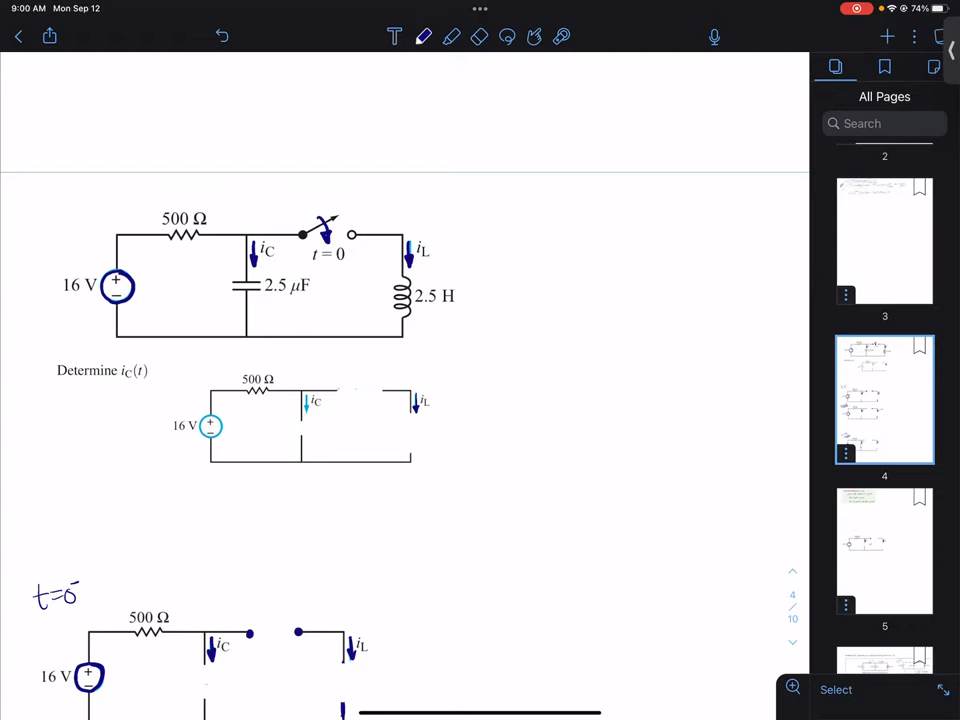 9:00 AM Mon Sep 12
74%
All Pages
Search
2
3
4
5
500 Ω
iC
t = 0
iL
16 V
+
−
2.5 μF
2.5 H
Determine iC(t)
500 Ω
iC
iL
16 V
+
−
t=0⁻
500 Ω
iC
iL
16 V
+
−
4
/
10
Select